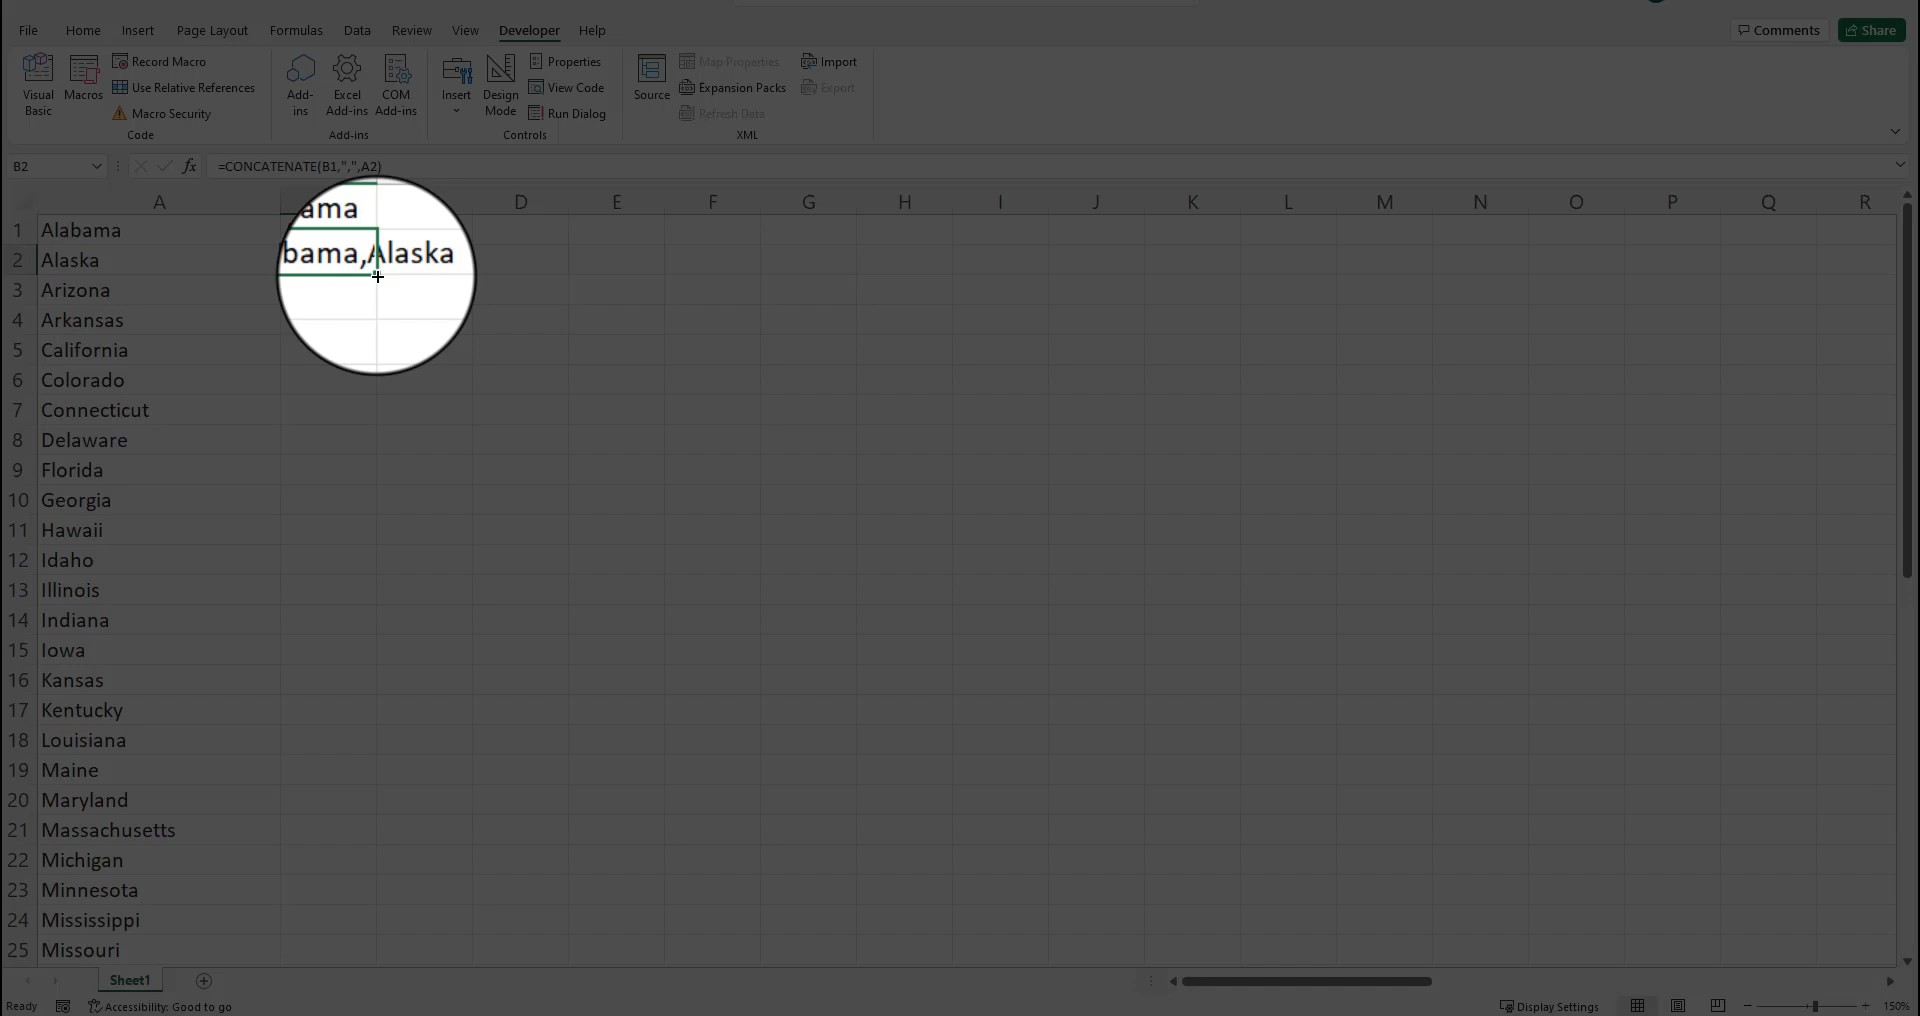 File Home Insert Page Layout Formulas Data Review View Developer Help Comments Share
Visual Basic
Macros
Record Macro
Use Relative References
Macro Security
Code
Add-ins
Excel Add-ins
COM Add-ins
Add-ins
Insert
Design Mode
Properties
View Code
Run Dialog
Controls
Source
Map Properties
Expansion Packs
Refresh Data
Import
Export
XML
B2 fx =CONCATENATE(B1,",",A2)
A D E F G H I J K L M N O P Q R
1 Alabama ama
2 Alaska bama,Alaska
3 Arizona
4 Arkansas
5 California
6 Colorado
7 Connecticut
8 Delaware
9 Florida
10 Georgia
11 Hawaii
12 Idaho
13 Illinois
14 Indiana
15 Iowa
16 Kansas
17 Kentucky
18 Louisiana
19 Maine
20 Maryland
21 Massachusetts
22 Michigan
23 Minnesota
24 Mississippi
25 Missouri
Sheet1
Ready Accessibility: Good to go Display Settings 150%